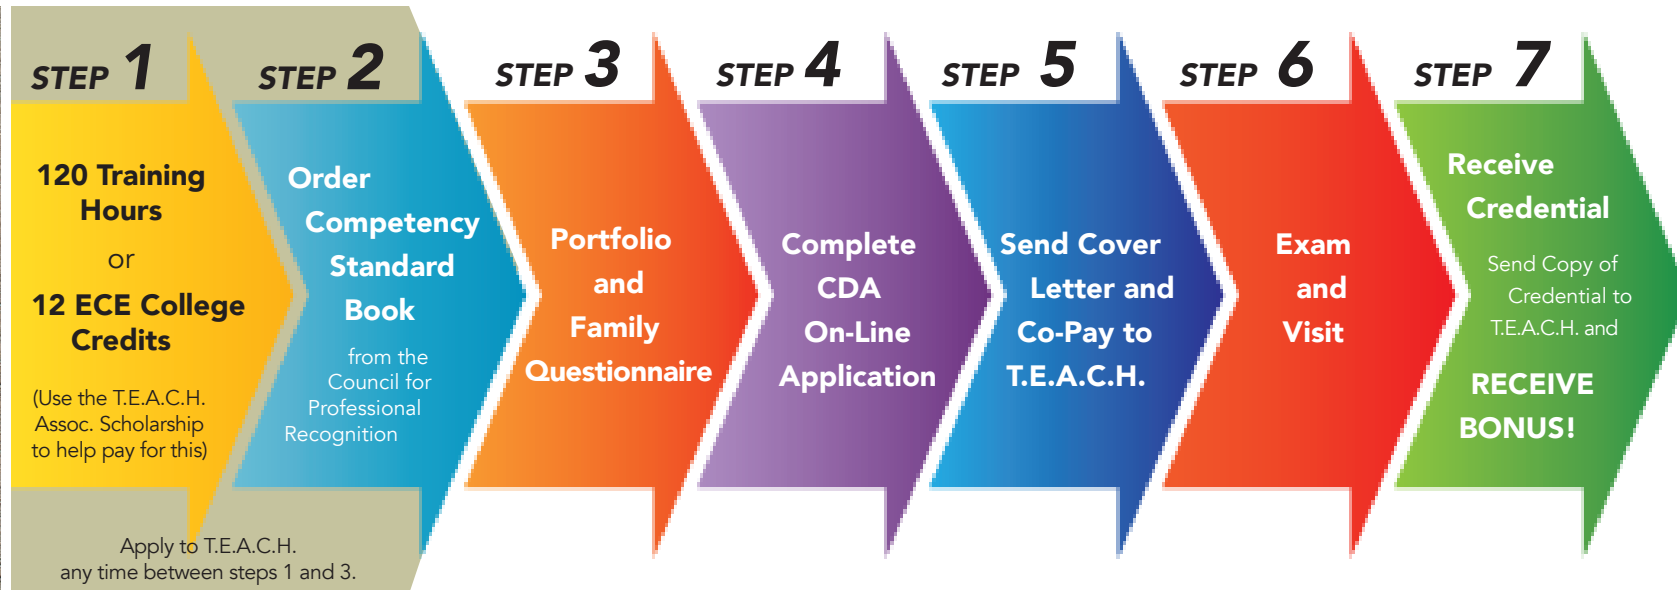 STEP 1
120 Training
Hours
or
12 ECE College
Credits
(Use the T.E.A.C.H.
Assoc. Scholarship
to help pay for this)
STEP 2
Order
Competency
Standard
Book
from the
Council for
Professional
Recognition
Apply to T.E.A.C.H.
any time between steps 1 and 3.
STEP 3
Portfolio
and
Family
Questionnaire
STEP 4
Complete
CDA
On-Line
Application
STEP 5
Send Cover
Letter and
Co-Pay to
T.E.A.C.H.
STEP 6
Exam
and
Visit
STEP 7
Receive
Credential
Send Copy of
Credential to
T.E.A.C.H. and
RECEIVE
BONUS!